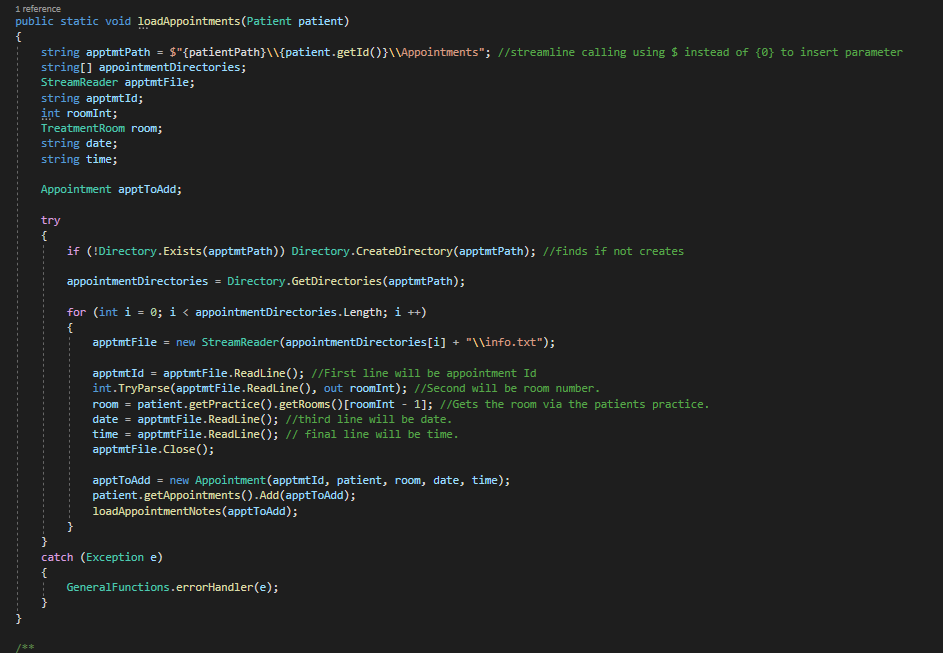 1 reference
public static void loadAppointments(Patient patient)
{
    string apptmtPath = $"{patientPath}\\{patient.getId()}\\Appointments"; //streamline calling using $ instead of {0} to insert parameter
    string[] appointmentDirectories;
    StreamReader apptmtFile;
    string apptmtId;
    int roomInt;
    TreatmentRoom room;
    string date;
    string time;

    Appointment apptToAdd;

    try
    {
        if (!Directory.Exists(apptmtPath)) Directory.CreateDirectory(apptmtPath); //finds if not creates

        appointmentDirectories = Directory.GetDirectories(apptmtPath);

        for (int i = 0; i < appointmentDirectories.Length; i ++)
        {
            apptmtFile = new StreamReader(appointmentDirectories[i] + "\\info.txt");

            apptmtId = apptmtFile.ReadLine(); //First line will be appointment Id
            int.TryParse(apptmtFile.ReadLine(), out roomInt); //Second will be room number.
            room = patient.getPractice().getRooms()[roomInt - 1]; //Gets the room via the patients practice.
            date = apptmtFile.ReadLine(); //third line will be date.
            time = apptmtFile.ReadLine(); // final line will be time.
            apptmtFile.Close();

            apptToAdd = new Appointment(apptmtId, patient, room, date, time);
            patient.getAppointments().Add(apptToAdd);
            loadAppointmentNotes(apptToAdd);
        }
    }
    catch (Exception e)
    {
        GeneralFunctions.errorHandler(e);
    }
}

/**